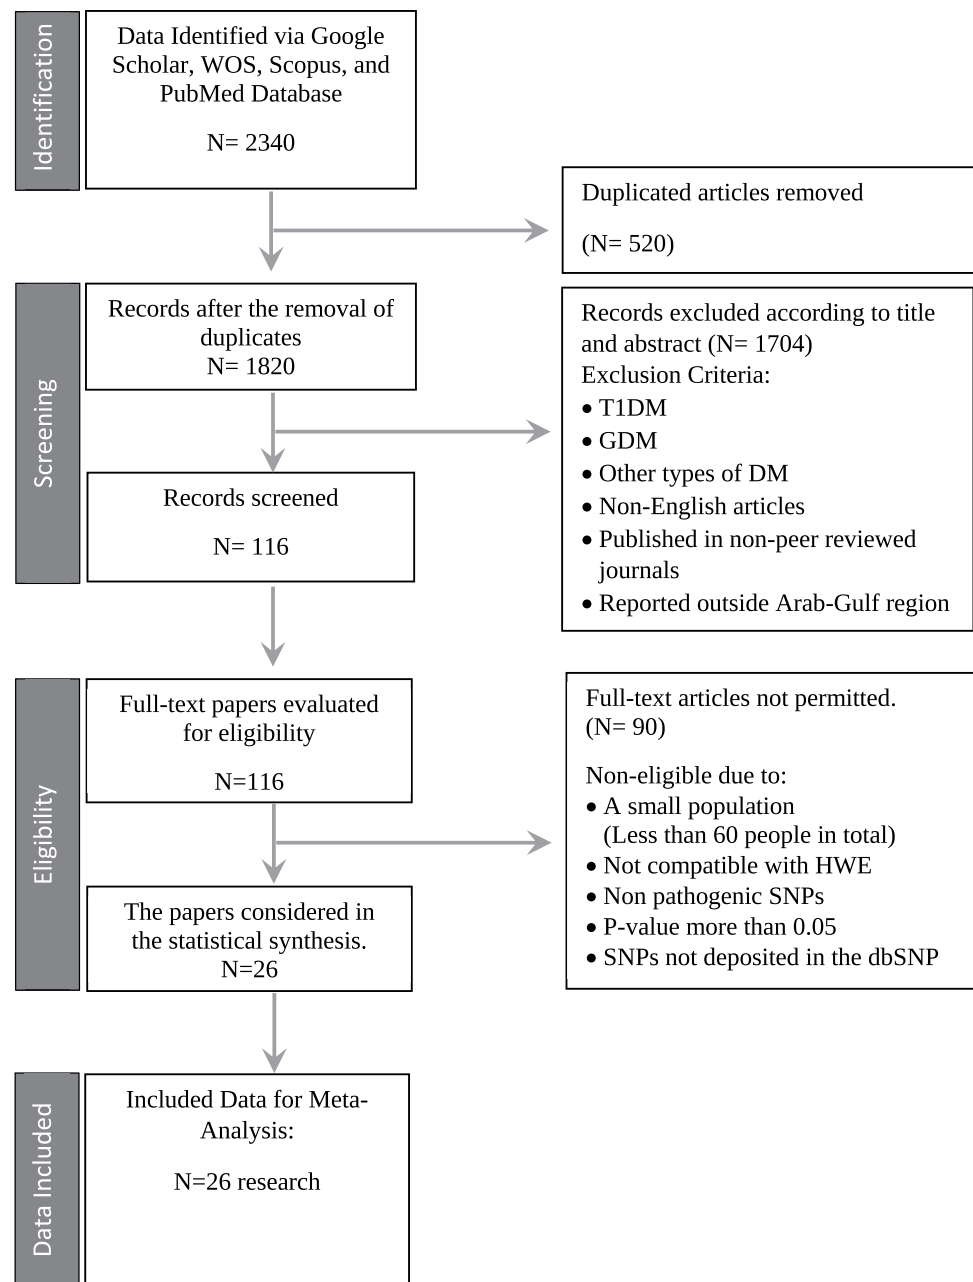 Identification
Data Identified via Google
Scholar, WOS, Scopus, and
PubMed Database
N= 2340
Duplicated articles removed
(N= 520)
Screening
Records after the removal of
duplicates
N= 1820
Records excluded according to title
and abstract (N= 1704)
Exclusion Criteria:
• T1DM
• GDM
• Other types of DM
• Non-English articles
• Published in non-peer reviewed
journals
• Reported outside Arab-Gulf region
Records screened
N= 116
Eligibility
Full-text papers evaluated
for eligibility
N=116
Full-text articles not permitted.
(N= 90)
Non-eligible due to:
• A small population
(Less than 60 people in total)
• Not compatible with HWE
• Non pathogenic SNPs
• P-value more than 0.05
• SNPs not deposited in the dbSNP
The papers considered in
the statistical synthesis.
N=26
Data Included
Included Data for Meta-
Analysis:
N=26 research